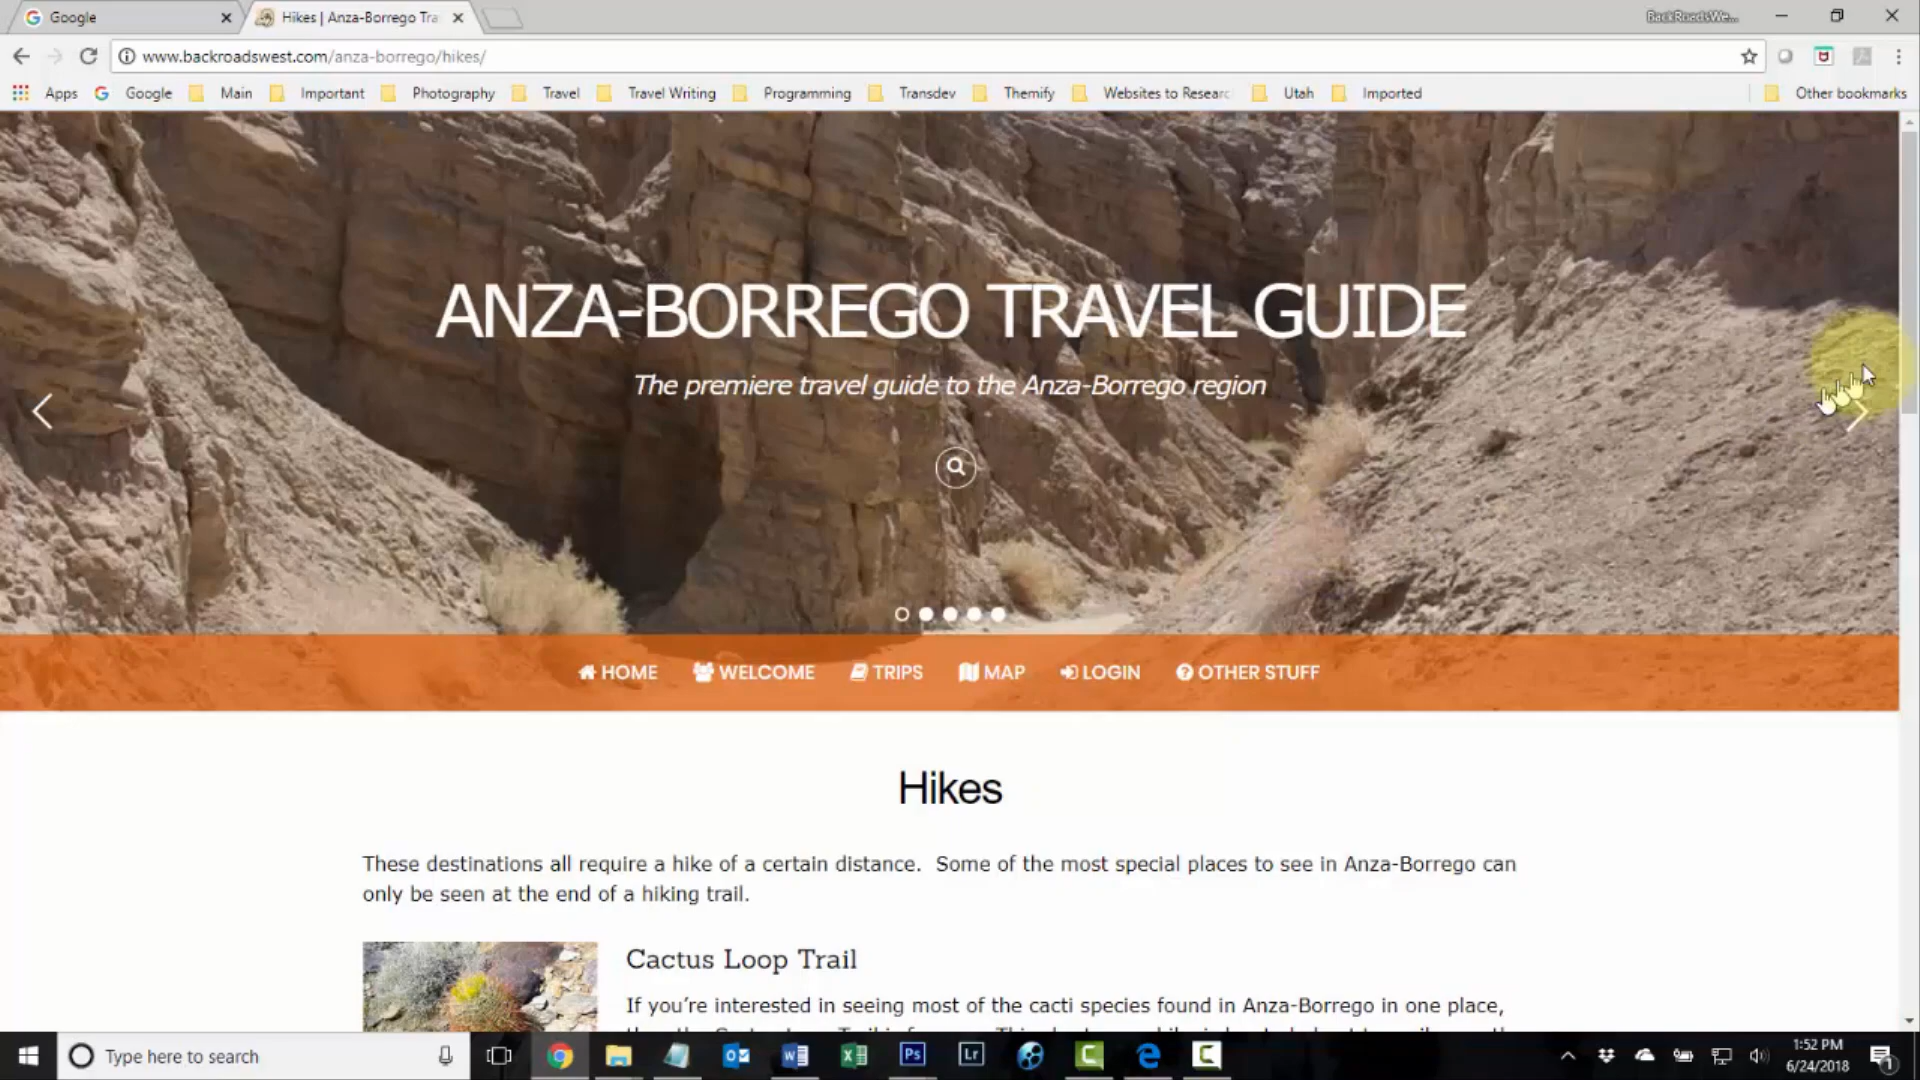 Google
Hikes | Anza-Borrego Tra
www.backroadswest.com/anza-borrego/hikes/
Apps Google Main Important Photography Travel Travel Writing Programming Transdev Themify Websites to Researc Utah Imported Other bookmarks
ANZA-BORREGO TRAVEL GUIDE
The premiere travel guide to the Anza-Borrego region
HOME WELCOME TRIPS MAP LOGIN OTHER STUFF
Hikes
These destinations all require a hike of a certain distance. Some of the most special places to see in Anza-Borrego can
only be seen at the end of a hiking trail.
Cactus Loop Trail
If you're interested in seeing most of the cacti species found in Anza-Borrego in one place,
Type here to search
Ps
Lr
1:52 PM
6/24/2018